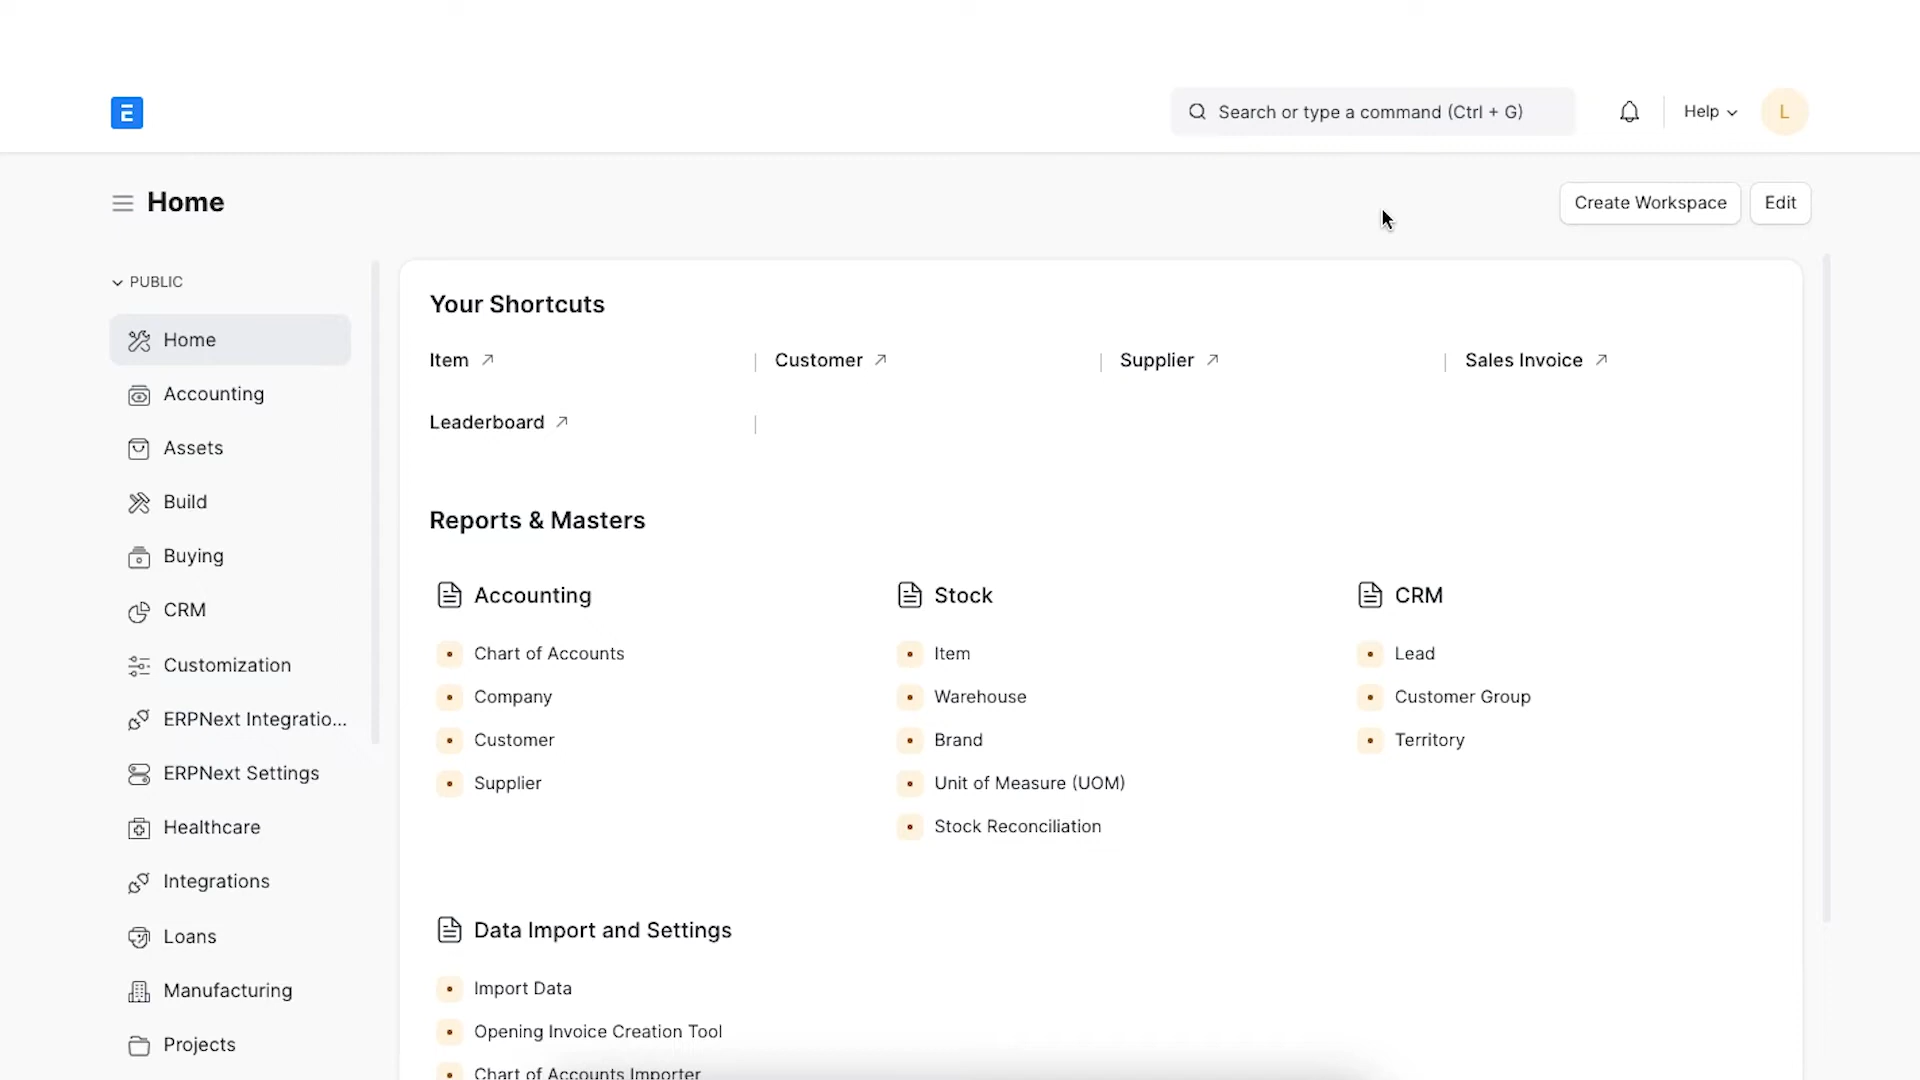 E
Search or type a command (Ctrl + G)
Help
L
Home
Create Workspace
Edit
PUBLIC
Home
Accounting
Assets
Build
Buying
CRM
Customization
ERPNext Integratio...
ERPNext Settings
Healthcare
Integrations
Loans
Manufacturing
Projects
Your Shortcuts
Item
Customer
Supplier
Sales Invoice
Leaderboard
Reports & Masters
Accounting
Chart of Accounts
Company
Customer
Supplier
Stock
Item
Warehouse
Brand
Unit of Measure (UOM)
Stock Reconciliation
CRM
Lead
Customer Group
Territory
Data Import and Settings
Import Data
Opening Invoice Creation Tool
Chart of Accounts Importer